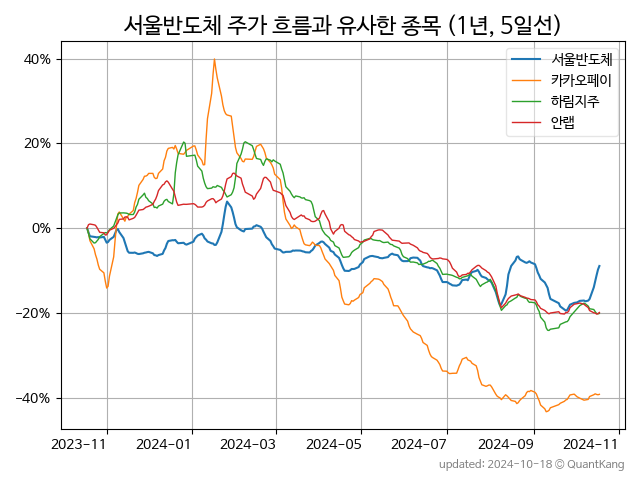 서울반도체 주가 흐름과 유사한 종목 (1년, 5일선)
서울반도체
카카오페이
하림지주
안랩
40%
20%
0%
−20%
−40%
2023-11
2024-01
2024-03
2024-05
2024-07
2024-09
2024-11
updated: 2024-10-18 © QuantKang